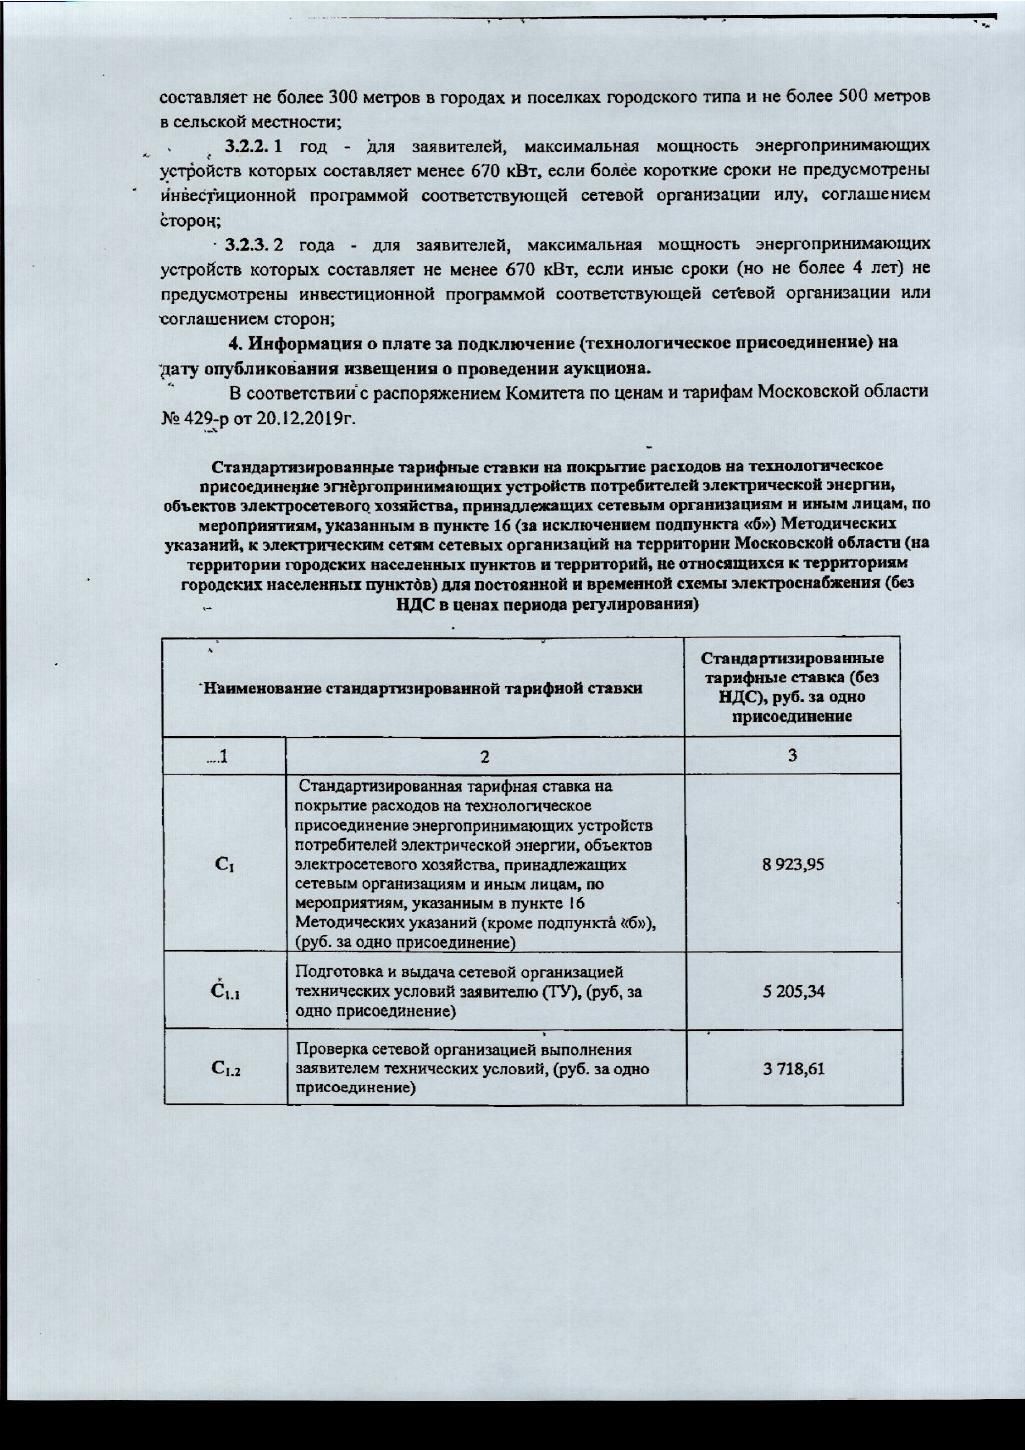 составляет не более 300 метров в городах и поселках городского типа и не более 500 метров
в сельской местности;
3.2.2. 1 год - для заявителей, максимальная мощность энергопринимающих
устройств которых составляет менее 670 кВт, если более короткие сроки не предусмотрены
инвестиционной программой соответствующей сетевой организации илу, соглашением
сторон;
3.2.3. 2 года - для заявителей, максимальная мощность энергопринимающих
устройств которых составляет не менее 670 кВт, если иные сроки (но не более 4 лет) не
предусмотрены инвестиционной программой соответствующей сетевой организации или
соглашением сторон;
4. Информация о плате за подключение (технологическое присоединение) на
дату опубликования извещения о проведении аукциона.
В соответствии с распоряжением Комитета по ценам и тарифам Московской области
№ 429-р от 20.12.2019г.
Стандартизированные тарифные ставки на покрытие расходов на технологическое
присоединение эгнергопринимающих устройств потребителей электрической энергии,
объектов электросетевого хозяйства, принадлежащих сетевым организациям и иным лицам, по
мероприятиям, указанным в пункте 16 (за исключением подпункта «б») Методических
указаний, к электрическим сетям сетевых организаций на территории Московской области (на
территории городских населенных пунктов и территорий, не относящихся к территориям
городских населенных пунктов) для постоянной и временной схемы электроснабжения (без
НДС в ценах периода регулирования)
Наименование стандартизированной тарифной ставки
Стандартизированные
тарифные ставка (без
НДС), руб. за одно
присоединение
....1
2
3
C1
Стандартизированная тарифная ставка на
покрытие расходов на технологическое
присоединение энергопринимающих устройств
потребителей электрической энергии, объектов
электросетевого хозяйства, принадлежащих
сетевым организациям и иным лицам, по
мероприятиям, указанным в пункте 16
Методических указаний (кроме подпункта «б»),
(руб. за одно присоединение)
8 923,95
C1.1
Подготовка и выдача сетевой организацией
технических условий заявителю (ТУ), (руб, за
одно присоединение)
5 205,34
C1.2
Проверка сетевой организацией выполнения
заявителем технических условий, (руб. за одно
присоединение)
3 718,61